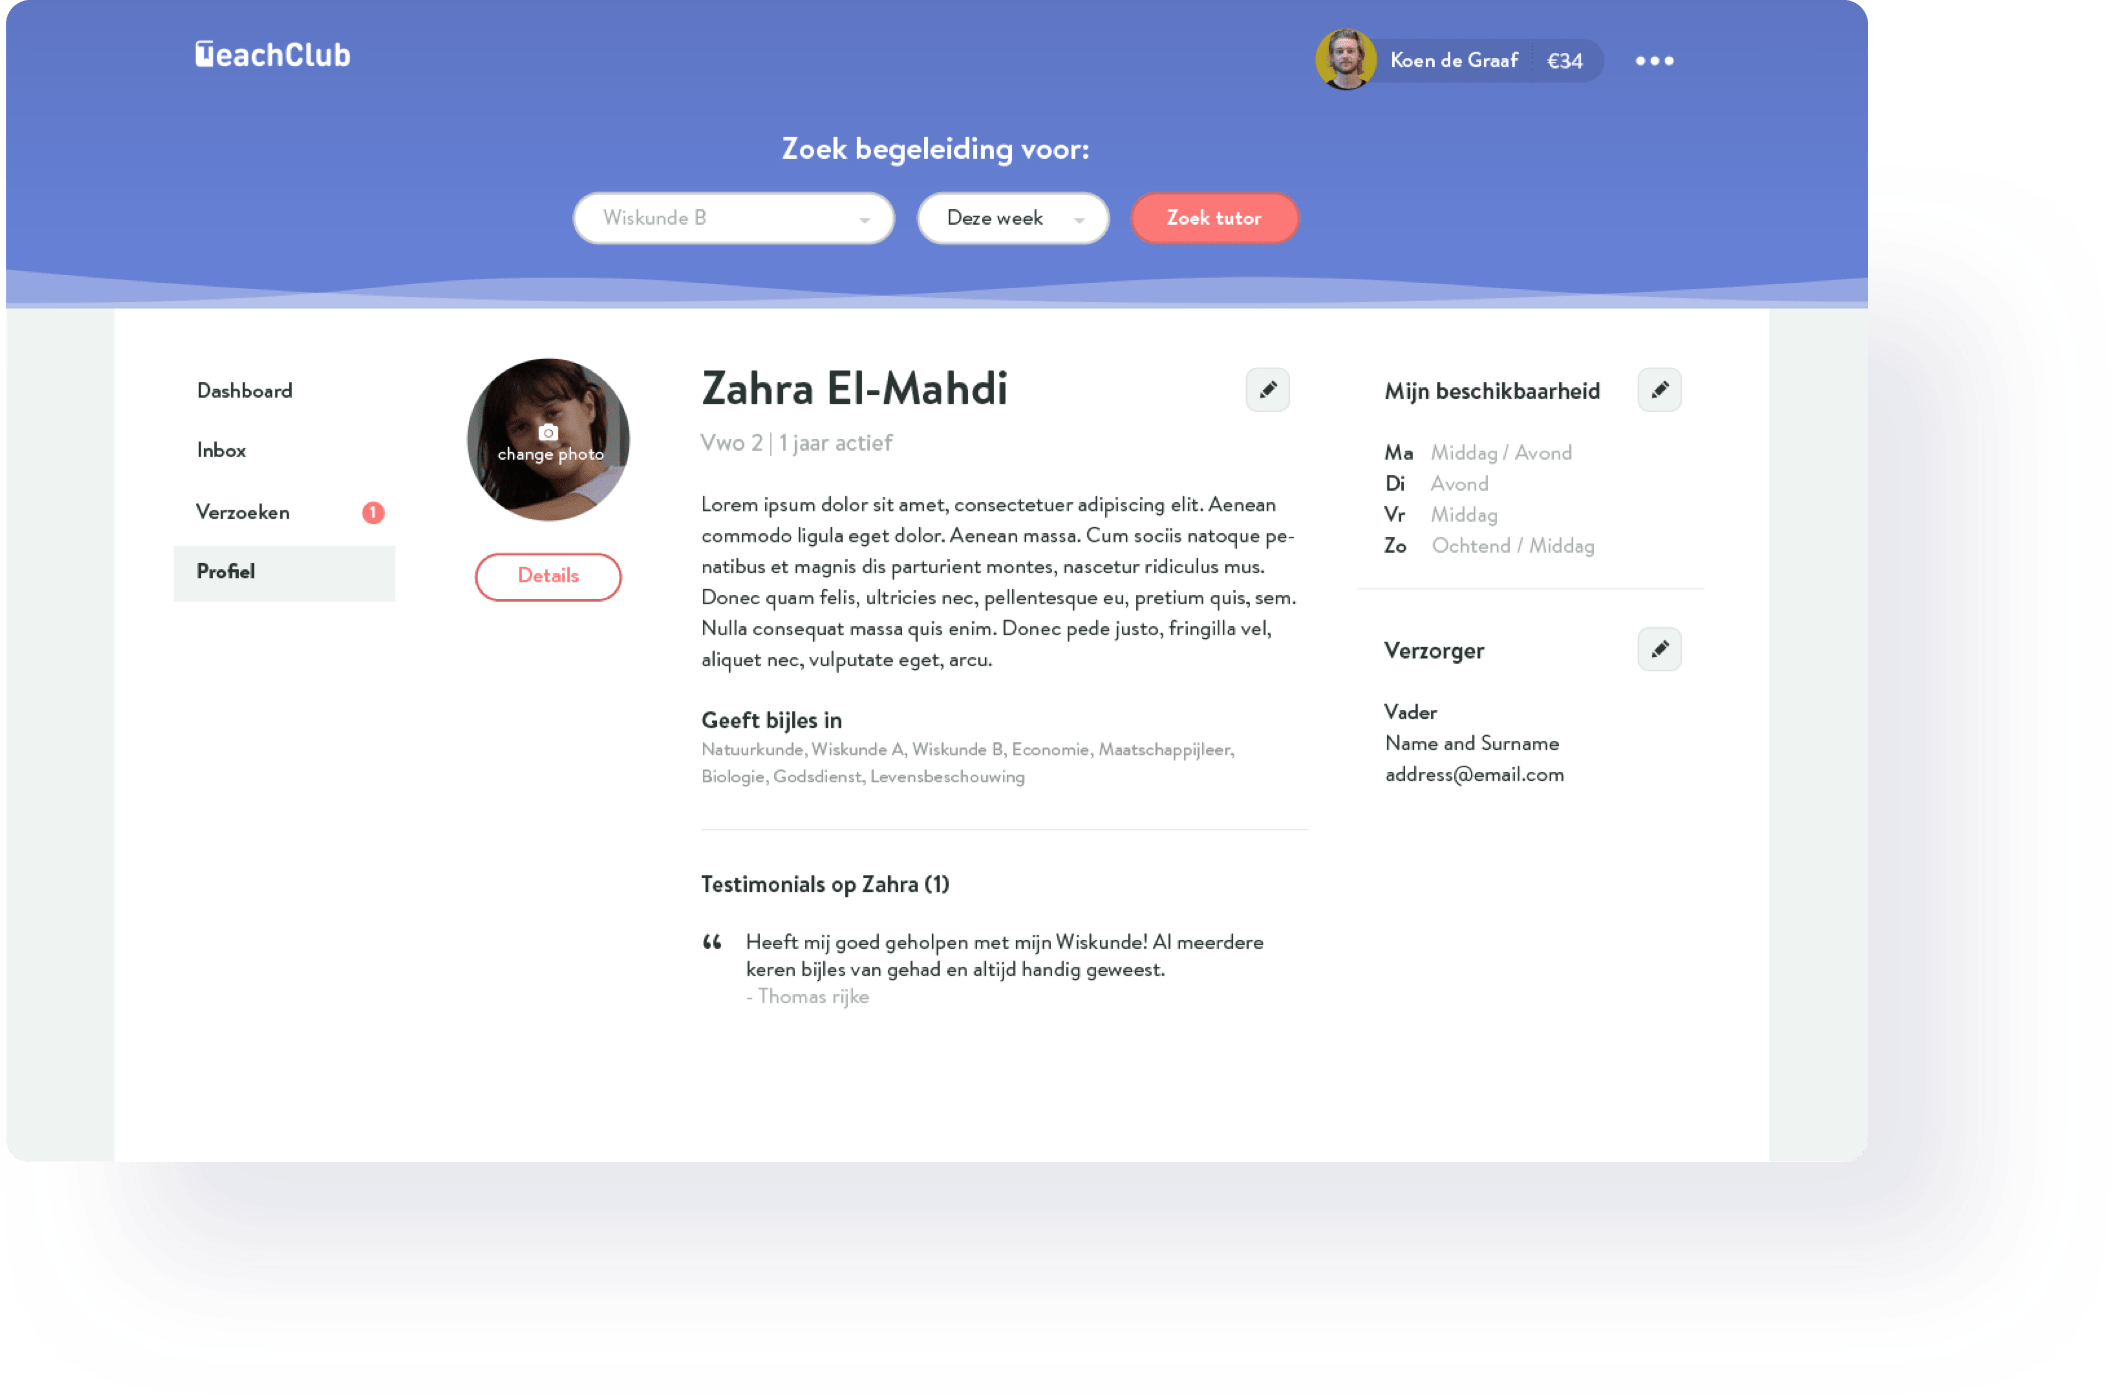 TeachClub
Koen de Graaf €34
Zoek begeleiding voor:
Wiskunde B
Deze week
Zoek tutor
Dashboard
Inbox
Verzoeken 1
Profiel
change photo
Details
Zahra El-Mahdi
Vwo 2 | 1 jaar actief
Lorem ipsum dolor sit amet, consectetuer adipiscing elit. Aenean
commodo ligula eget dolor. Aenean massa. Cum sociis natoque pe-
natibus et magnis dis parturient montes, nascetur ridiculus mus.
Donec quam felis, ultricies nec, pellentesque eu, pretium quis, sem.
Nulla consequat massa quis enim. Donec pede justo, fringilla vel,
aliquet nec, vulputate eget, arcu.
Geeft bijles in
Natuurkunde, Wiskunde A, Wiskunde B, Economie, Maatschappijleer,
Biologie, Godsdienst, Levensbeschouwing
Testimonials op Zahra (1)
“ Heeft mij goed geholpen met mijn Wiskunde! Al meerdere
keren bijles van gehad en altijd handig geweest.
- Thomas rijke
Mijn beschikbaarheid
Ma Middag / Avond
Di Avond
Vr Middag
Zo Ochtend / Middag
Verzorger
Vader
Name and Surname
address@email.com